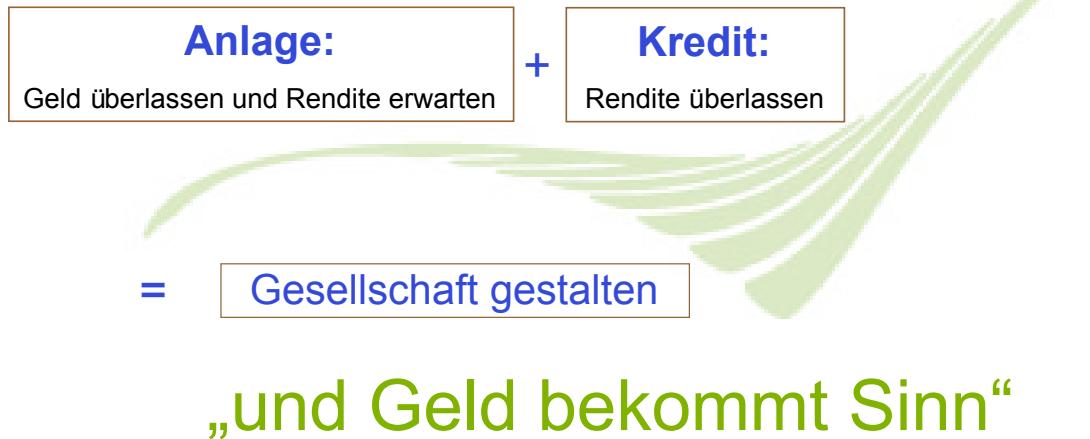 Anlage:
Geld überlassen und Rendite erwarten
+
Kredit:
Rendite überlassen
= Gesellschaft gestalten
„und Geld bekommt Sinn“